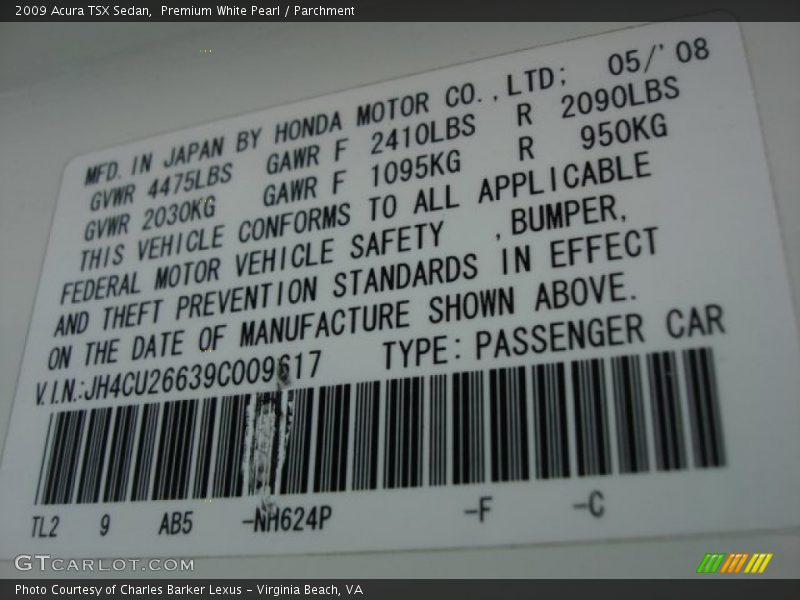 2009 Acura TSX Sedan,  Premium White Pearl / Parchment
MFD. IN JAPAN BY HONDA MOTOR CO., LTD; 05/'08
GVWR 4475LBS GAWR F 2410LBS R 2090LBS
GVWR 2030KG GAWR F 1095KG R 950KG
THIS VEHICLE CONFORMS TO ALL APPLICABLE
FEDERAL MOTOR VEHICLE SAFETY , BUMPER,
AND THEFT PREVENTION STANDARDS IN EFFECT
ON THE DATE OF MANUFACTURE SHOWN ABOVE.
V.I.N.:JH4CU26639C009617 TYPE: PASSENGER CAR
TL2 9 AB5 -NH624P -F -C
GTCARLOT.COM
Photo Courtesy of Charles Barker Lexus - Virginia Beach, VA